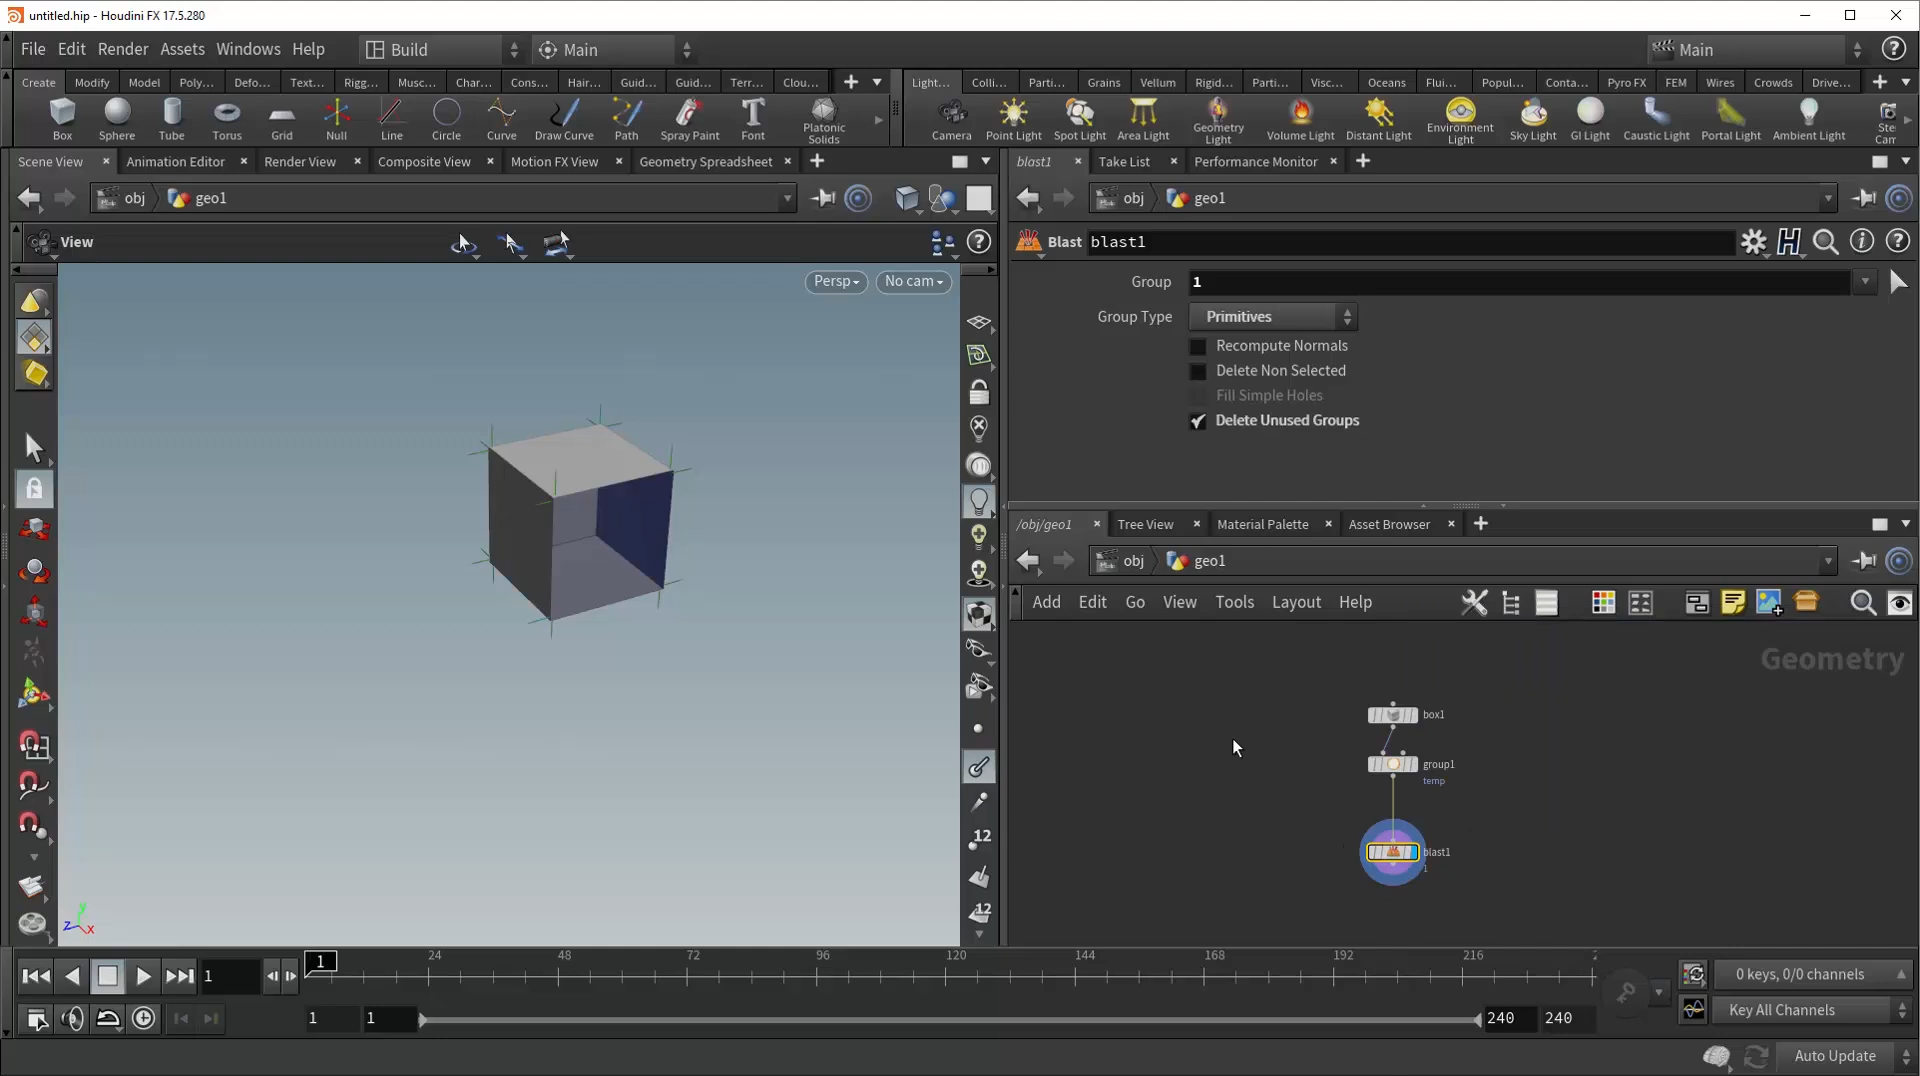 untitled.hip - Houdini FX 17.5.280
File Edit Render Assets Windows Help Build Main Main
Create Modify Model Poly... Defo... Text... Rigg... Musc... Char... Cons... Hair... Guid... Guid... Terr... Clou...
Light... Colli... Parti... Grains Vellum Rigid... Parti... Visc... Oceans Flui... Popul... Conta... Pyro FX FEM Wires Crowds Drive...
Box Sphere Tube Torus Grid Null Line Circle Curve Draw Curve Path Spray Paint Font Platonic Solids
Camera Point Light Spot Light Area Light Geometry Light Volume Light Distant Light Environment Light Sky Light GI Light Caustic Light Portal Light Ambient Light Ste Cam
Scene View Animation Editor Render View Composite View Motion FX View Geometry Spreadsheet
blast1 Take List Performance Monitor
obj geo1
obj geo1
View
Blast blast1
Persp No cam
Group 1
Group Type Primitives
Recompute Normals
Delete Non Selected
Fill Simple Holes
Delete Unused Groups
/obj/geo1 Tree View Material Palette Asset Browser
obj geo1
Add Edit Go View Tools Layout Help
Geometry
box1
group1
temp
blast1
1
12
12
y
z x
1 1 24 48 72 96 120 144 168 192 216 2
0 keys, 0/0 channels
1 1 240 240
Key All Channels
Auto Update